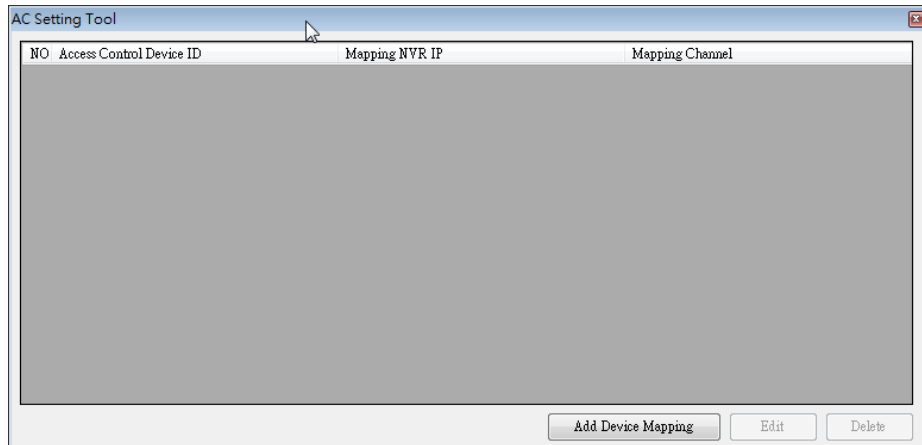 AC Setting Tool
NO Access Control Device ID Mapping NVR IP Mapping Channel
Add Device Mapping Edit Delete